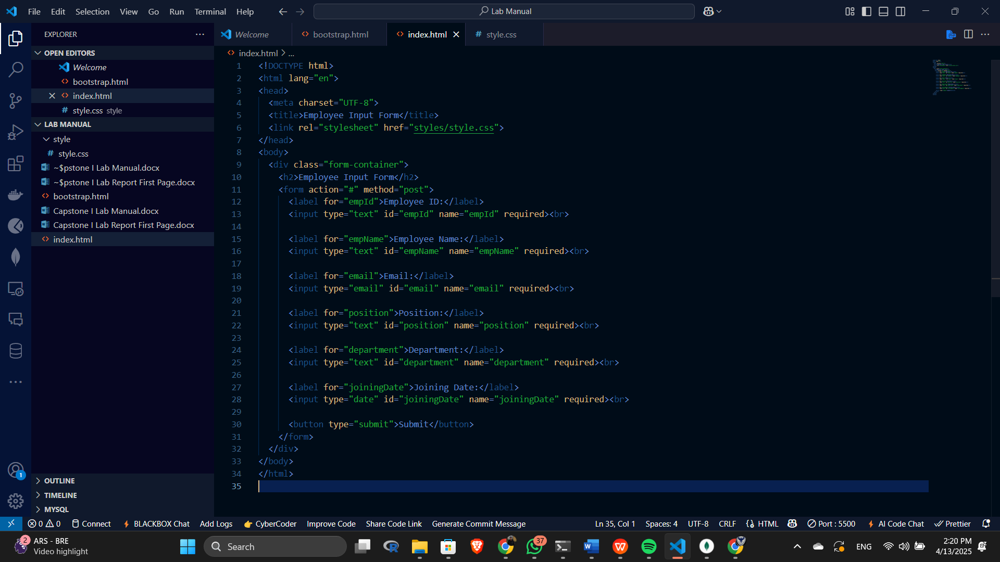 File Edit Selection View Go Run Terminal Help
Lab Manual
EXPLORER
OPEN EDITORS
Welcome
bootstrap.html
index.html
style.css style
LAB MANUAL
style
style.css
~$pstone I Lab Manual.docx
~$pstone I Lab Report First Page.docx
bootstrap.html
Capstone I Lab Manual.docx
Capstone I Lab Report First Page.docx
index.html
OUTLINE
TIMELINE
MYSQL
Welcome bootstrap.html index.html style.css
index.html > ...
1 <!DOCTYPE html>
2 <html lang="en">
3 <head>
4 <meta charset="UTF-8">
5 <title>Employee Input Form</title>
6 <link rel="stylesheet" href="styles/style.css">
7 </head>
8 <body>
9 <div class="form-container">
10 <h2>Employee Input Form</h2>
11 <form action="#" method="post">
12 <label for="empId">Employee ID:</label>
13 <input type="text" id="empId" name="empId" required><br>
14
15 <label for="empName">Employee Name:</label>
16 <input type="text" id="empName" name="empName" required><br>
17
18 <label for="email">Email:</label>
19 <input type="email" id="email" name="email" required><br>
20
21 <label for="position">Position:</label>
22 <input type="text" id="position" name="position" required><br>
23
24 <label for="department">Department:</label>
25 <input type="text" id="department" name="department" required><br>
26
27 <label for="joiningDate">Joining Date:</label>
28 <input type="date" id="joiningDate" name="joiningDate" required><br>
29
30 <button type="submit">Submit</button>
31 </form>
32 </div>
33 </body>
34 </html>
35
1
0 0 Connect BLACKBOX Chat Add Logs CyberCoder Improve Code Share Code Link Generate Commit Message Ln 35, Col 1 Spaces: 4 UTF-8 CRLF HTML Port : 5500 AI Code Chat Prettier
2 ARS - BRE
Video highlight
Search
37
ENG
2:20 PM
4/13/2025